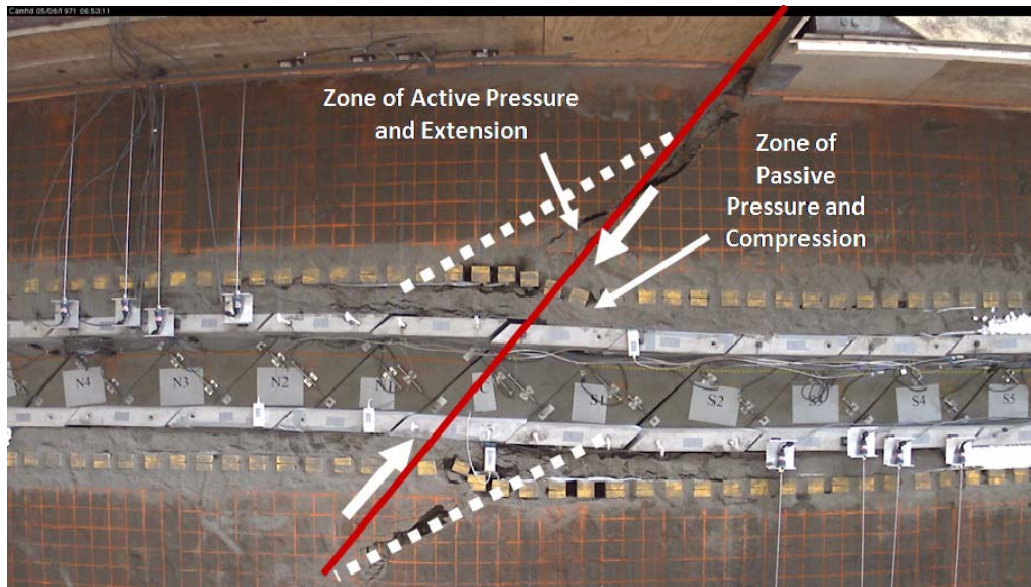 Camhd 05/08/1971 06:53:11
Zone of Active Pressure
and Extension
Zone of
Passive
Pressure and
Compression
N4
N3
N2
N1
C
S1
S2
S3
S4
S5